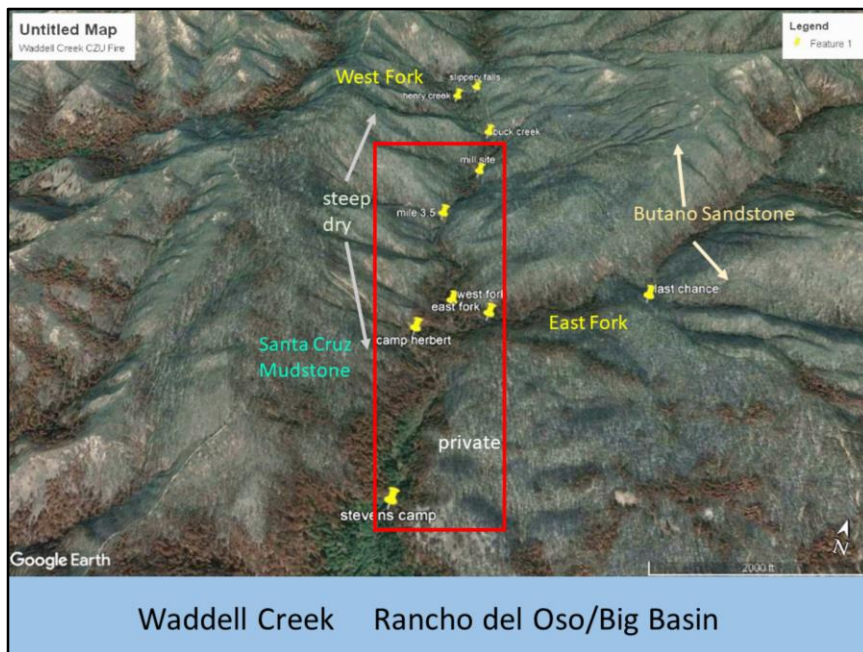 Untitled Map
Waddell Creek CZU Fire
Legend
Feature 1
West Fork
slippery falls
henry creek
buck creek
mill site
steep
dry
mile 3.5
Butano Sandstone
west fork
east fork
last chance
camp herbert
East Fork
Santa Cruz
Mudstone
private
stevens camp
Google Earth
N
2000 ft
Waddell Creek Rancho del Oso/Big Basin